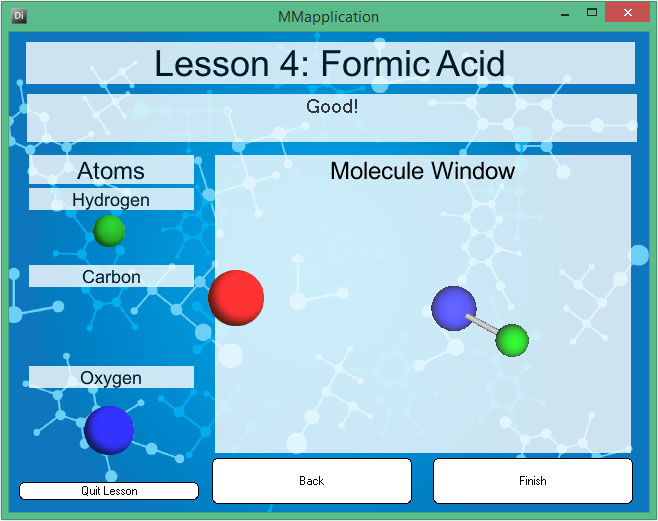 Di
MMapplication
Lesson 4: Formic Acid
Good!
Atoms
Molecule Window
Hydrogen
Carbon
Oxygen
Quit Lesson
Back
Finish